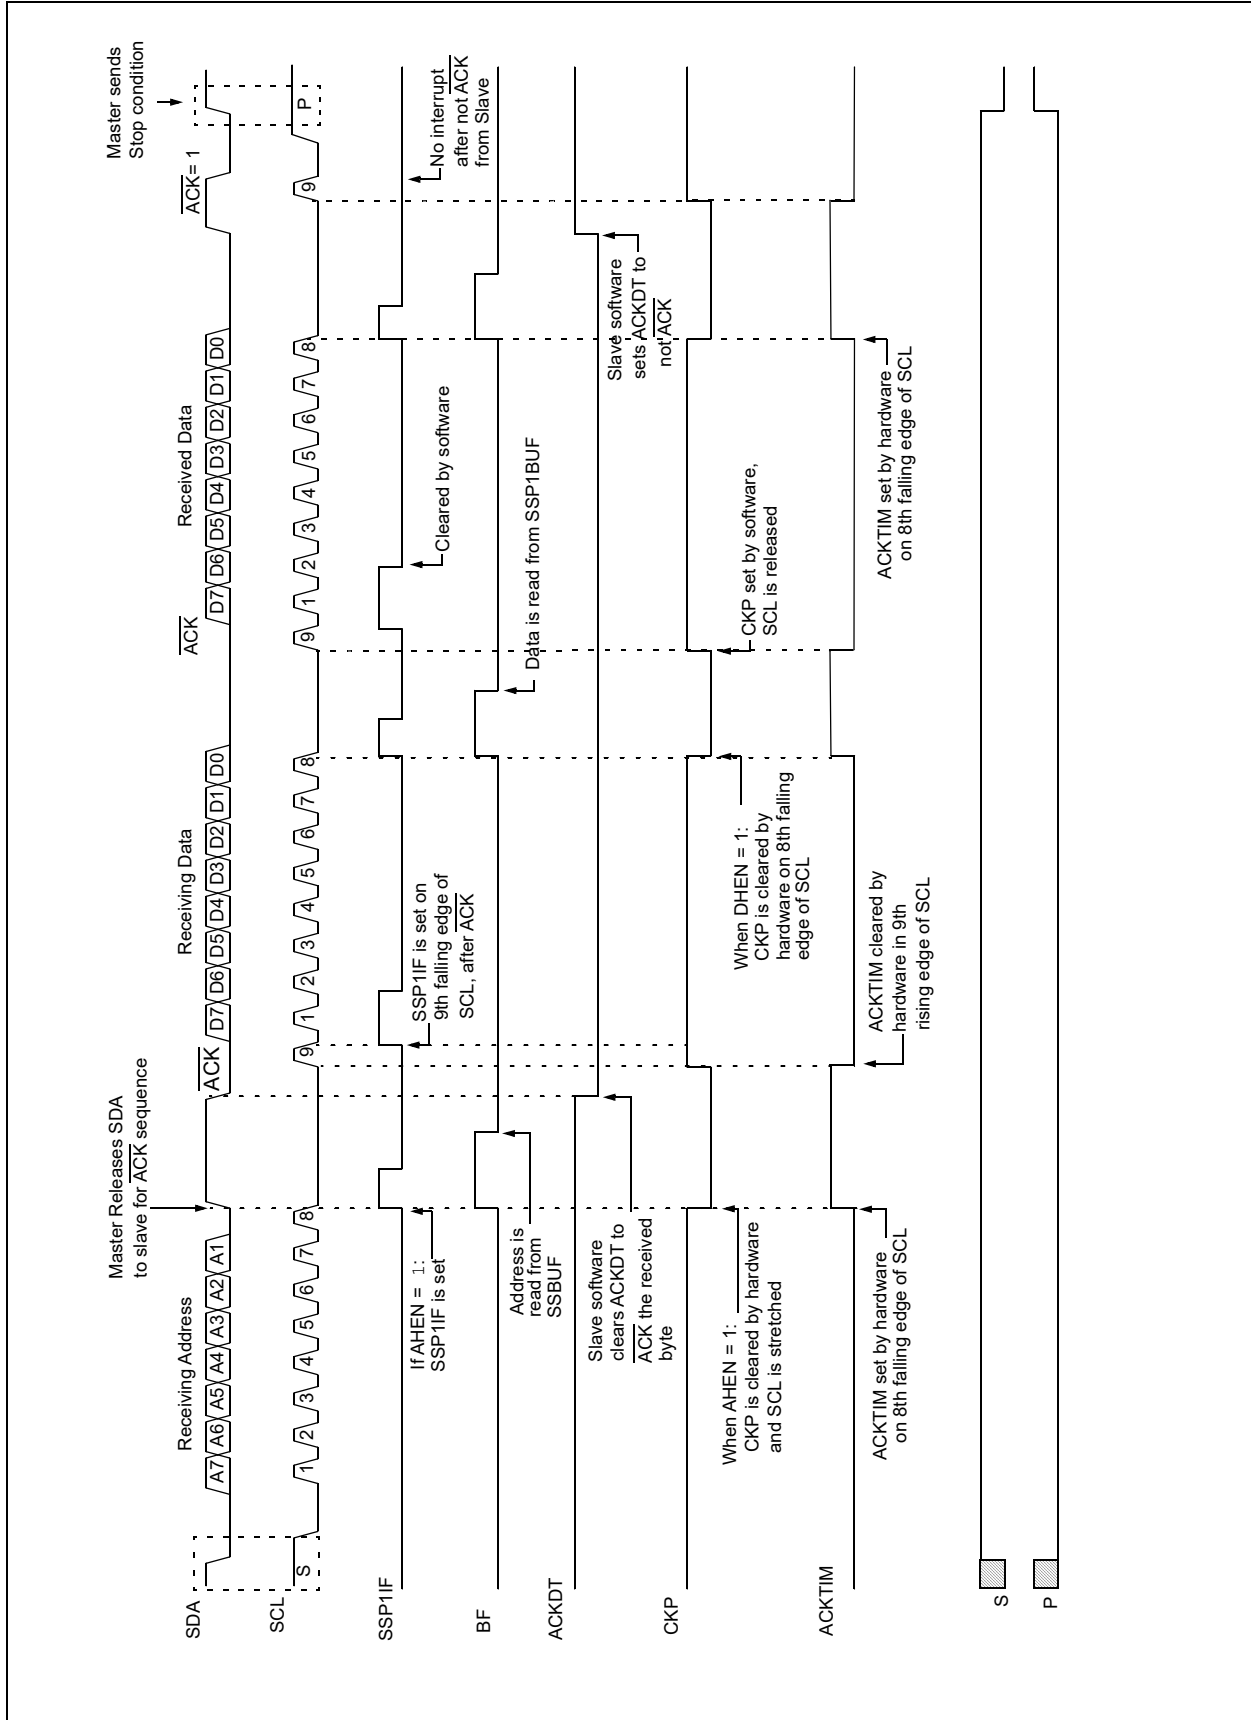 Master Releases SDA
to slave for ACK sequence
Master sends
Stop condition
Receiving Address
ACK
Receiving Data
ACK
Received Data
ACK= 1
SDA
A7 A6 A5 A4 A3 A2 A1
D7 D6 D5 D4 D3 D2 D1 D0
D7 D6 D5 D4 D3 D2 D1 D0
SCL
S
1 2 3 4 5 6 7 8 9
1 2 3 4 5 6 7 8 9
1 2 3 4 5 6 7 8 9
P
SSP1IF
If AHEN = 1:
SSP1IF is set
SSP1IF is set on
9th falling edge of
SCL, after ACK
Cleared by software
No interrupt
after not ACK
from Slave
BF
Address is
read from
SSBUF
Data is read from SSP1BUF
ACKDT
Slave software
clears ACKDT to
ACK the received
byte
Slave software
sets ACKDT to
not ACK
CKP
When AHEN = 1:
CKP is cleared by hardware
and SCL is stretched
When DHEN = 1:
CKP is cleared by
hardware on 8th falling
edge of SCL
CKP set by software,
SCL is released
ACKTIM
ACKTIM set by hardware
on 8th falling edge of SCL
ACKTIM cleared by
hardware in 9th
rising edge of SCL
ACKTIM set by hardware
on 8th falling edge of SCL
S
P